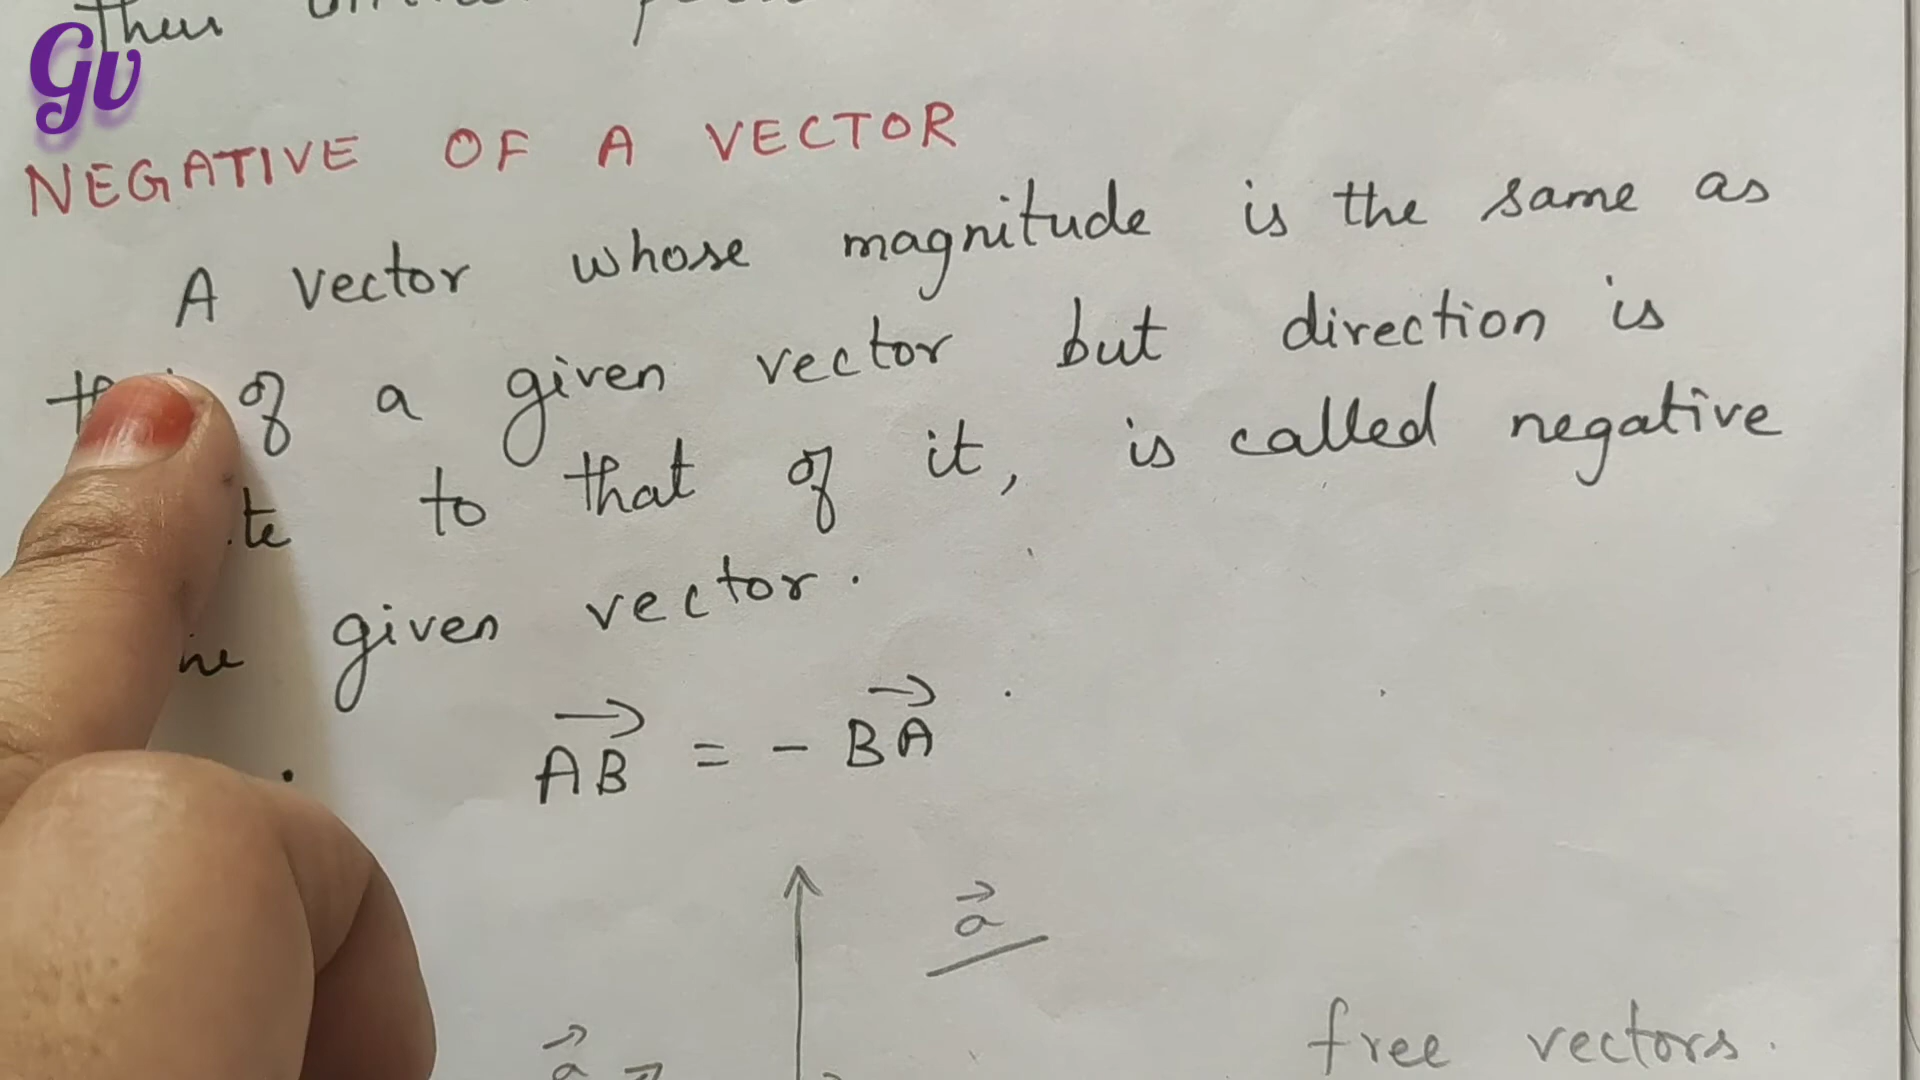 Gv
NEGATIVE OF A VECTOR
A vector whose magnitude is the same as
of a given vector but direction is
to that of it, is called negative
given vector.
AB = - BA
a
free vectors.
a